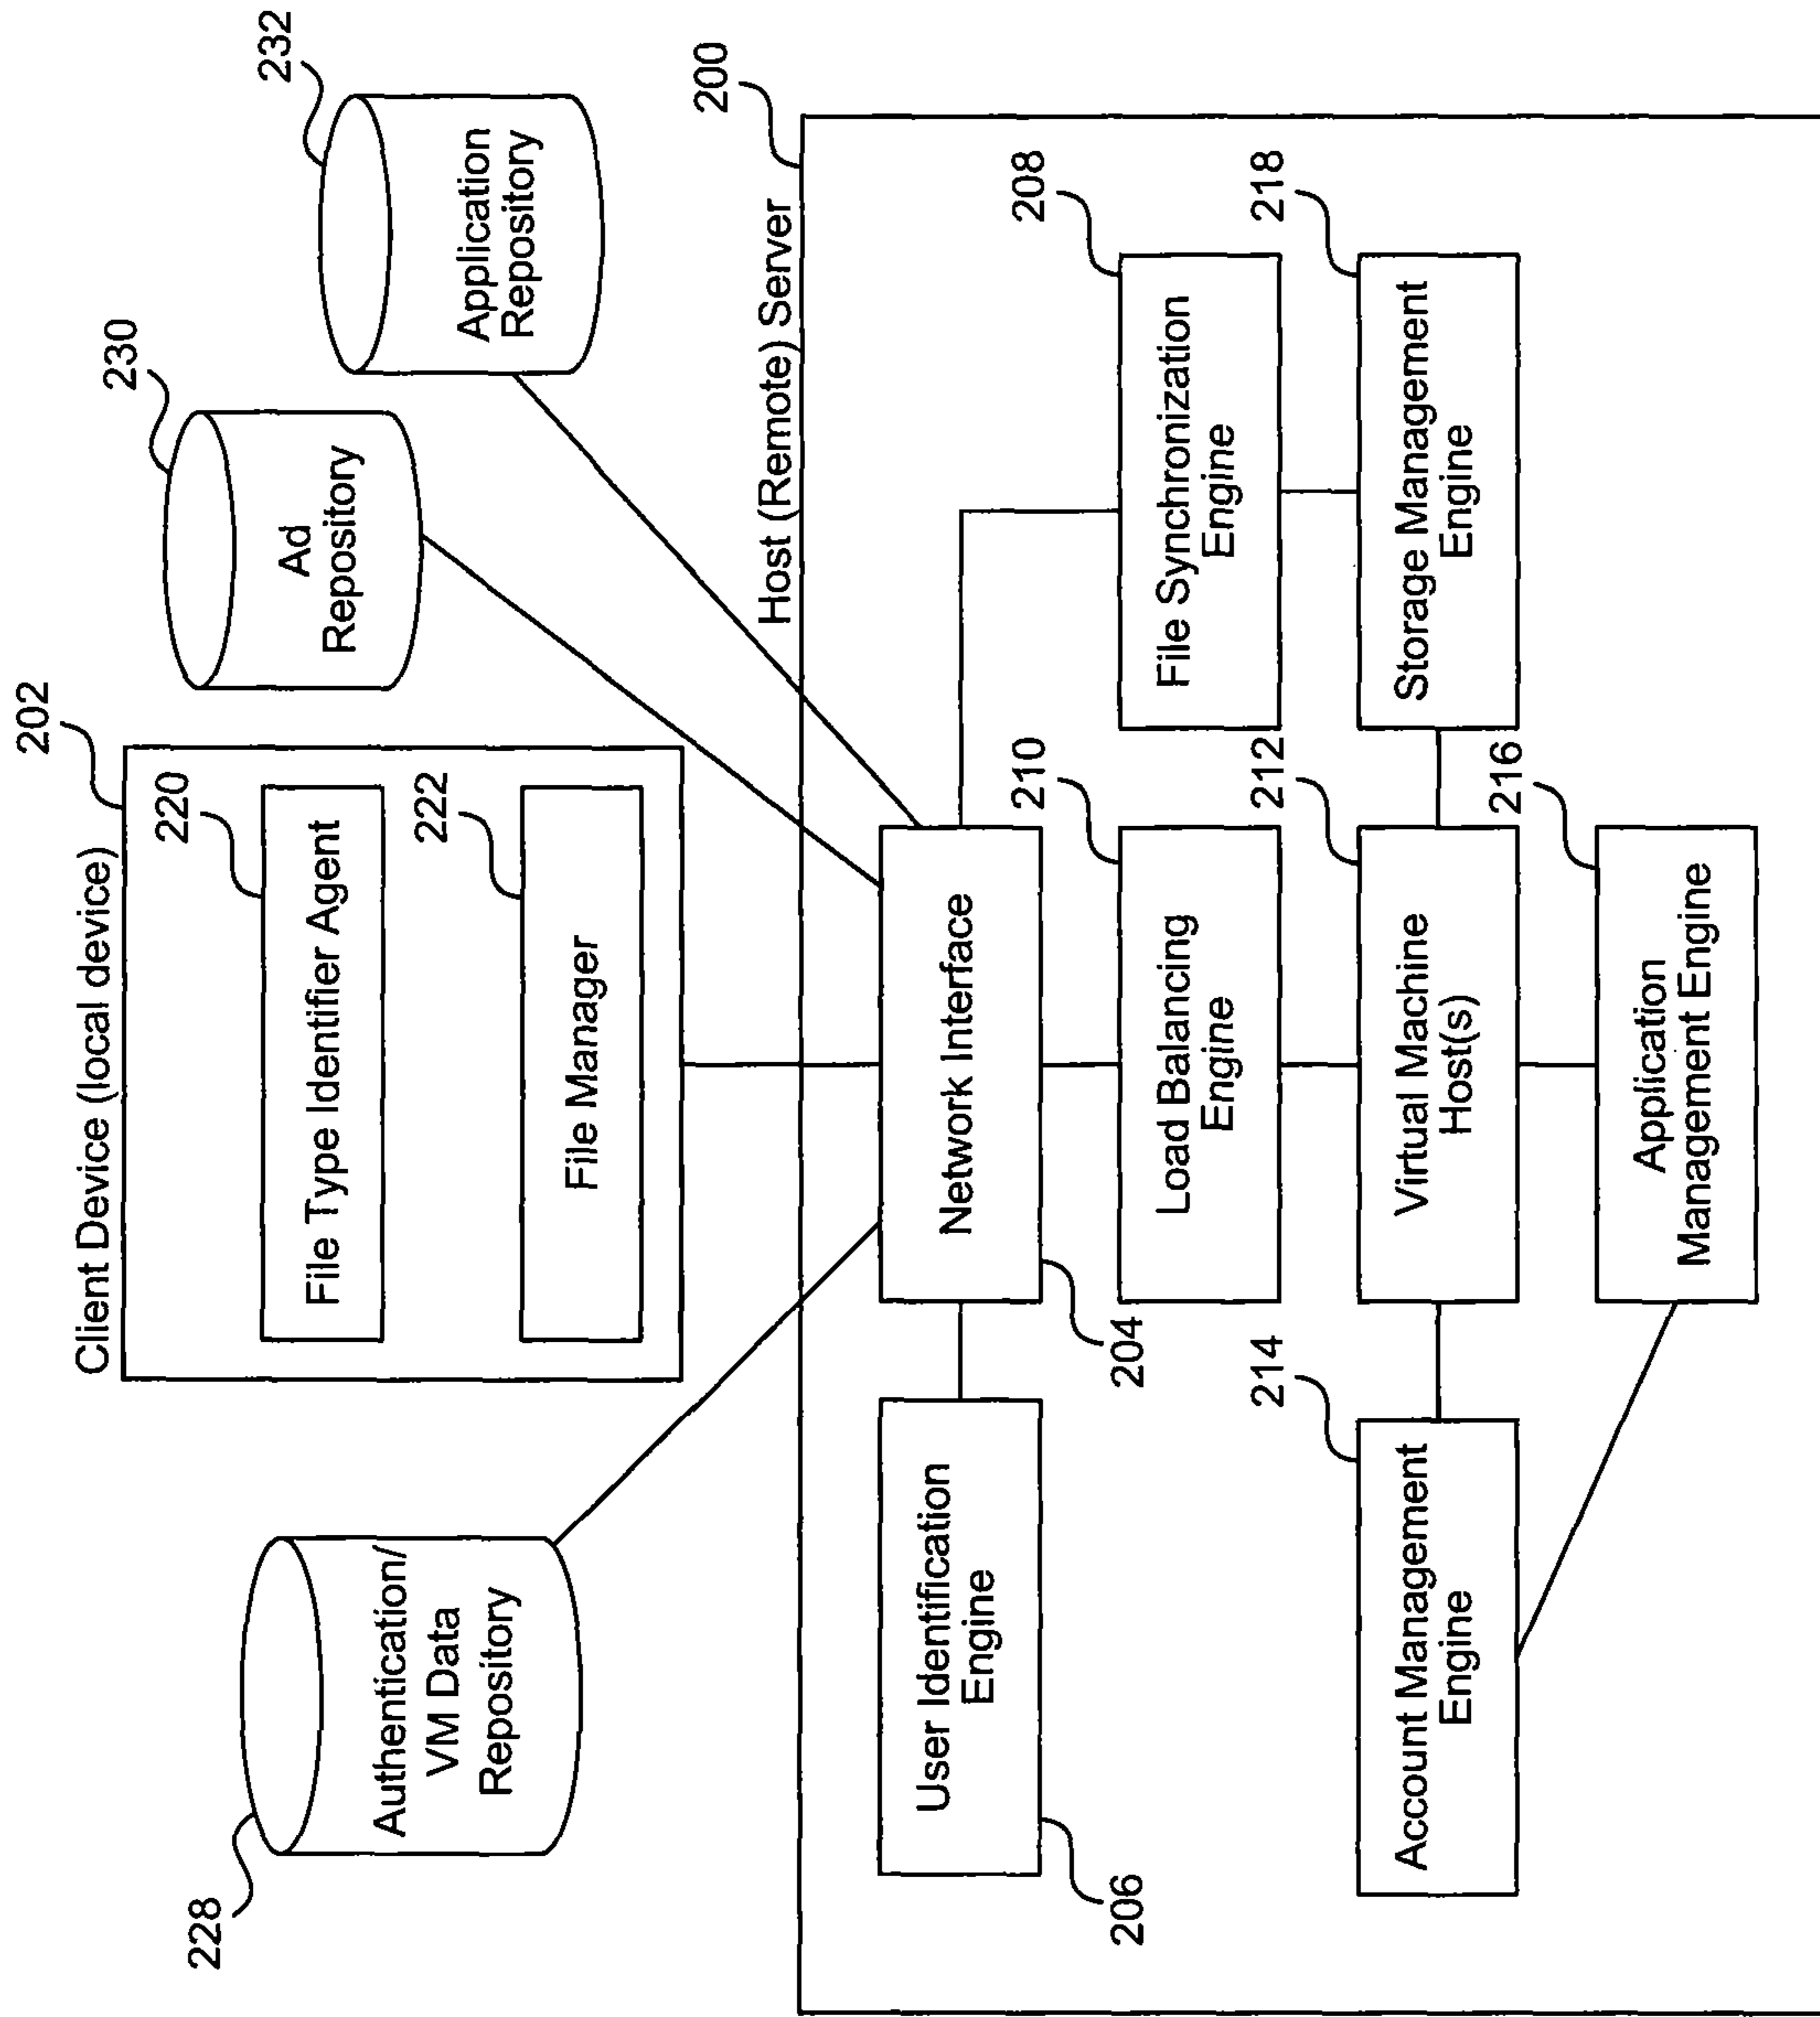 Client Device (local device)
202
File Type Identifier Agent
220
File Manager
222
228
Authentication/
VM Data
Repository
Ad
Repository
230
Application
Repository
232
Host (Remote) Server
200
User Identification
Engine
206
Network Interface
204
File Synchronization
Engine
208
Load Balancing
Engine
210
Account Management
Engine
214
Virtual Machine
Host(s)
212
Storage Management
Engine
218
Application
Management Engine
216